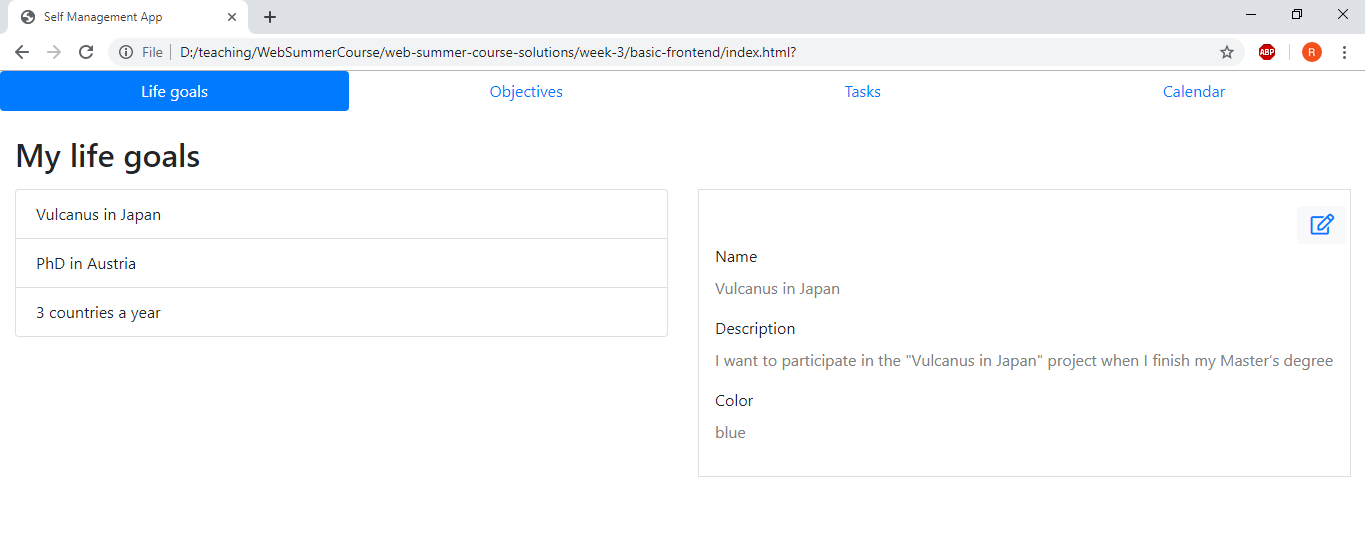 Self Management App
File D:/teaching/WebSummerCourse/web-summer-course-solutions/week-3/basic-frontend/index.html?
ABP
R
Life goals Objectives Tasks Calendar
My life goals
Vulcanus in Japan
PhD in Austria
3 countries a year
Name
Vulcanus in Japan
Description
I want to participate in the "Vulcanus in Japan" project when I finish my Master's degree
Color
blue